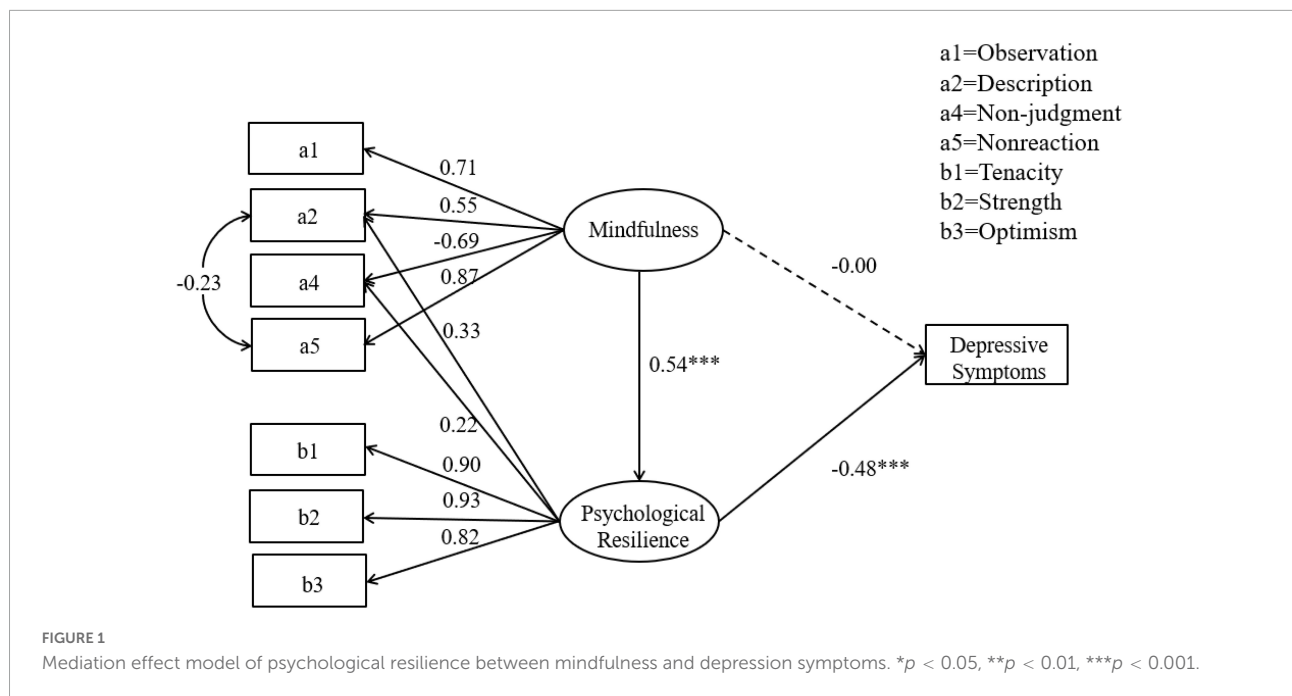 a1=Observation
a2=Description
a4=Non-judgment
a5=Nonreaction
b1=Tenacity
b2=Strength
b3=Optimism
a1
0.71
a2
0.55
Mindfulness
-0.69
-0.00
-0.23
a4
0.87
a5
0.33
0.54***
Depressive
Symptoms
0.22
b1
0.90
-0.48***
b2
0.93
Psychological
Resilience
0.82
b3
FIGURE 1
Mediation effect model of psychological resilience between mindfulness and depression symptoms. *p < 0.05, **p < 0.01, ***p < 0.001.